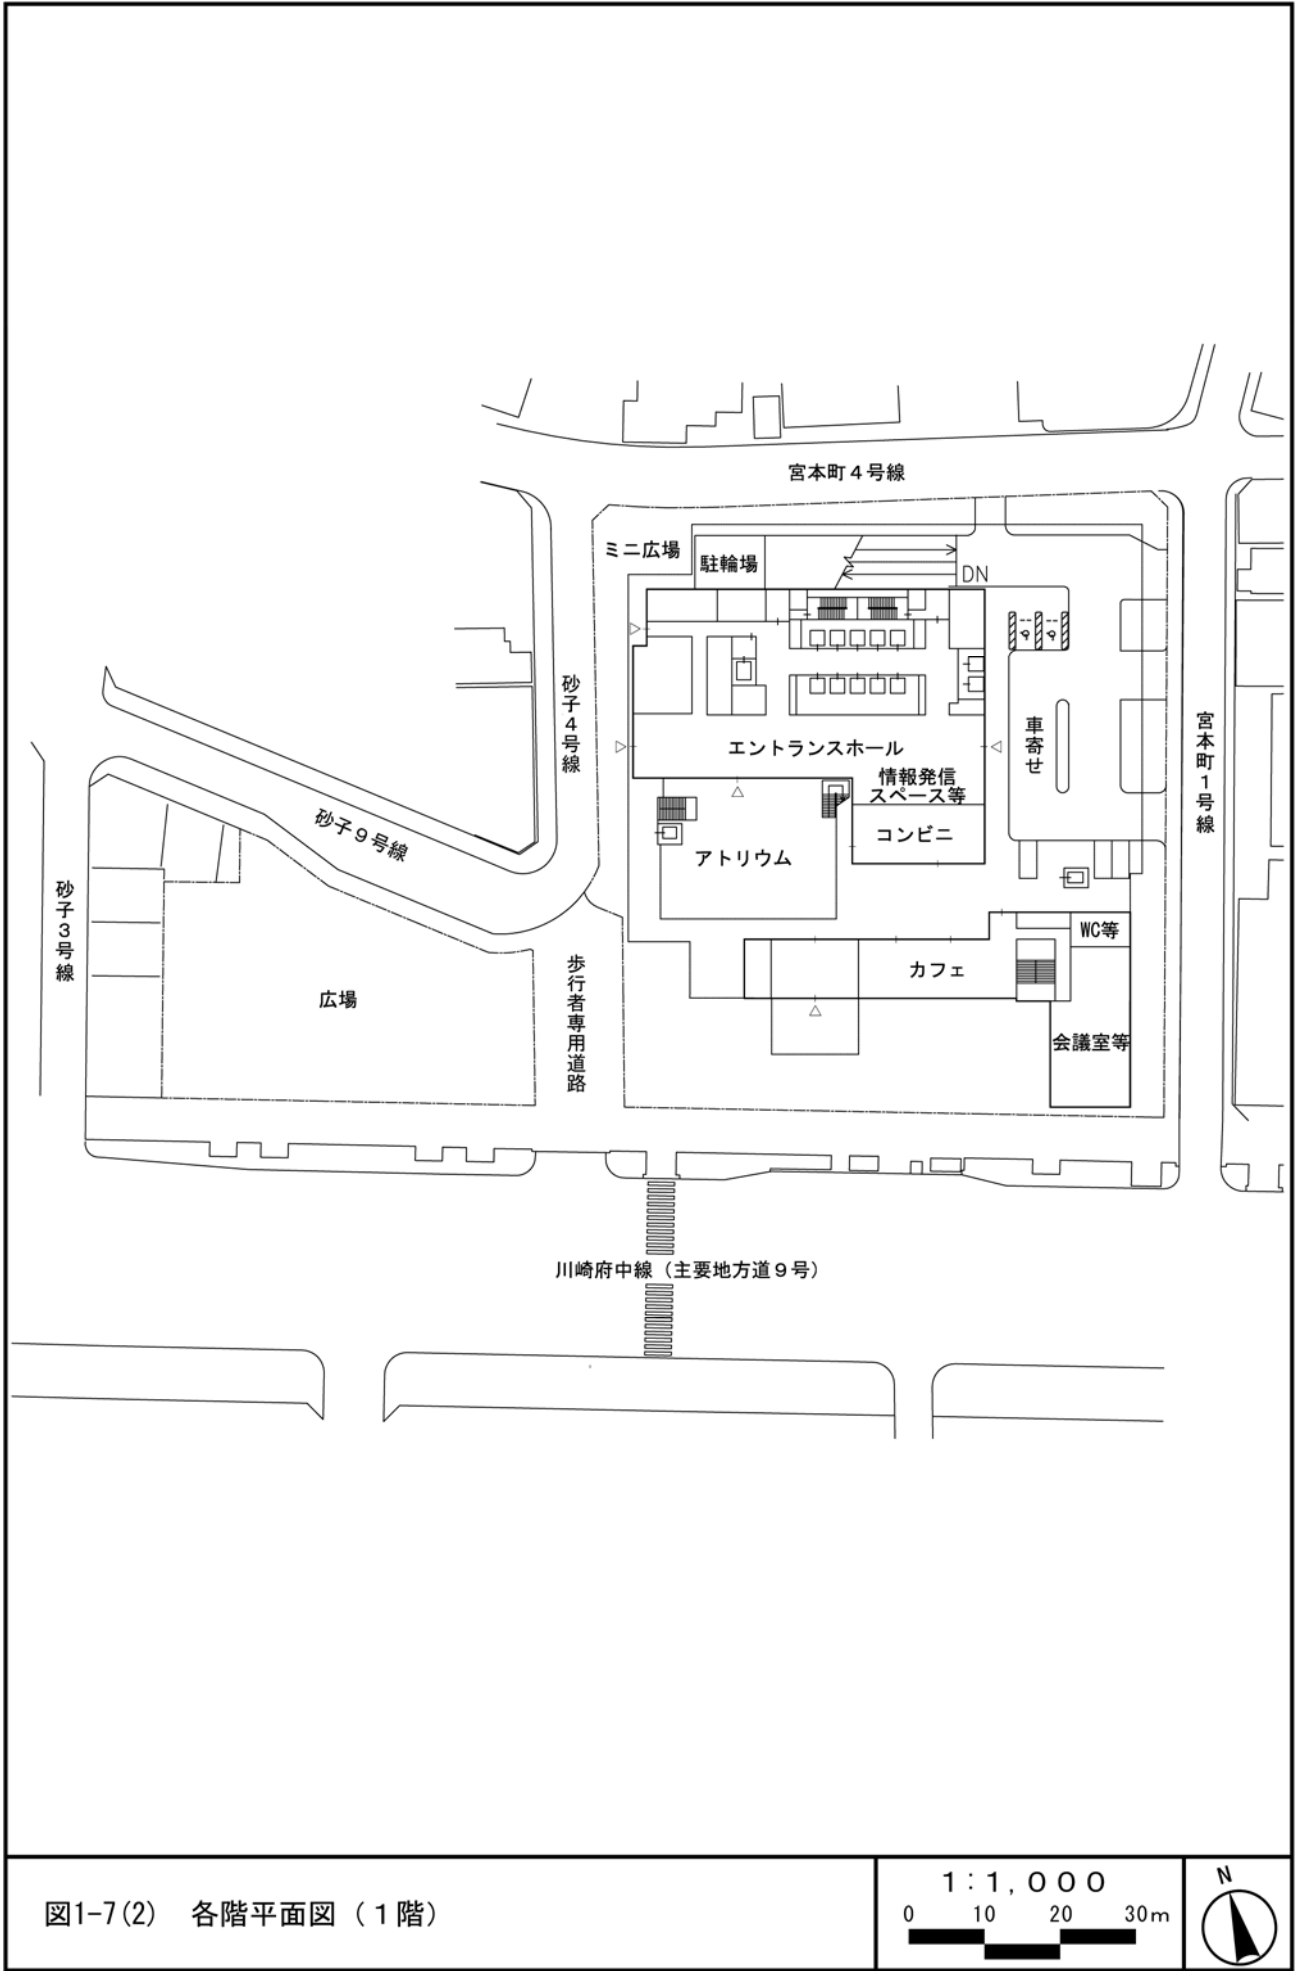 宮本町４号線
ミニ広場
駐輪場
DN
砂子４号線
エントランスホール
情報発信
スペース等
コンビニ
車寄せ
宮本町１号線
砂子９号線
アトリウム
砂子３号線
広場
歩行者専用道路
カフェ
WC等
会議室等
川崎府中線（主要地方道９号）
図1-7(2)　各階平面図（１階）
１：１，０００
0 10 20 30m
N